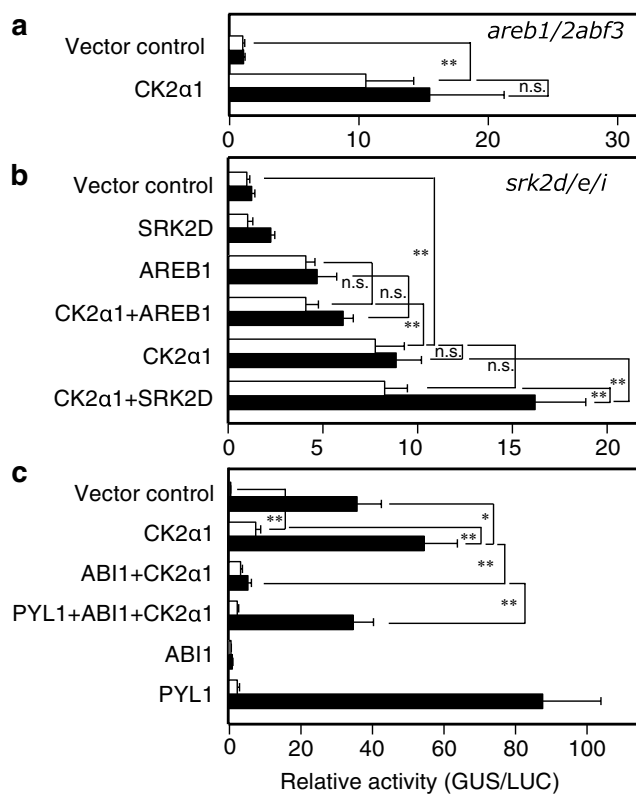 a
areb1/2abf3
Vector control
**
CK2α1
n.s.
0 10 20 30
b
srk2d/e/i
Vector control
SRK2D
**
AREB1
n.s.
n.s.
CK2α1+AREB1
**
CK2α1
n.s.
n.s.
**
CK2α1+SRK2D
**
0 5 10 15 20
c
Vector control
**
*
CK2α1
**
ABI1+CK2α1
**
PYL1+ABI1+CK2α1
**
ABI1
PYL1
0 20 40 60 80 100
Relative activity (GUS/LUC)